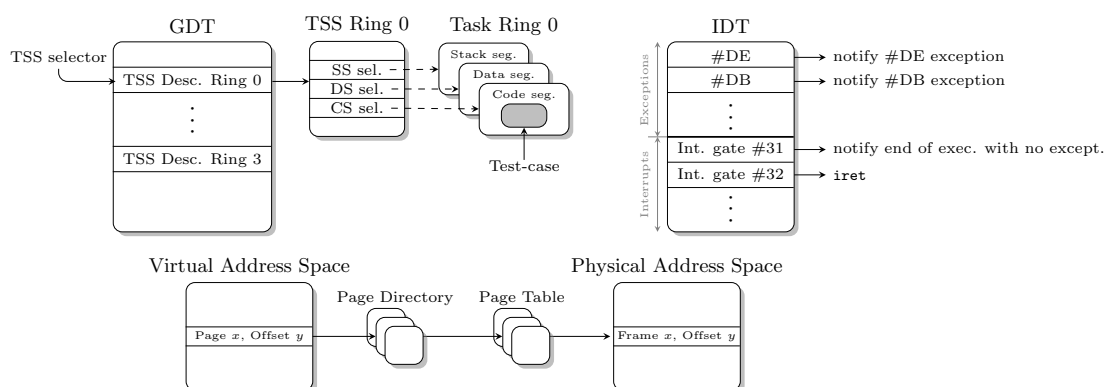 GDT
TSS Ring 0
Task Ring 0
IDT
TSS selector
TSS Desc. Ring 0
TSS Desc. Ring 3
SS sel.
DS sel.
CS sel.
Stack seg.
Data seg.
Code seg.
Test-case
Exceptions
Interrupts
#DE
notify #DE exception
#DB
notify #DB exception
Int. gate #31
notify end of exec. with no except.
Int. gate #32
iret
Virtual Address Space
Physical Address Space
Page Directory
Page Table
Page x, Offset y
Frame x, Offset y